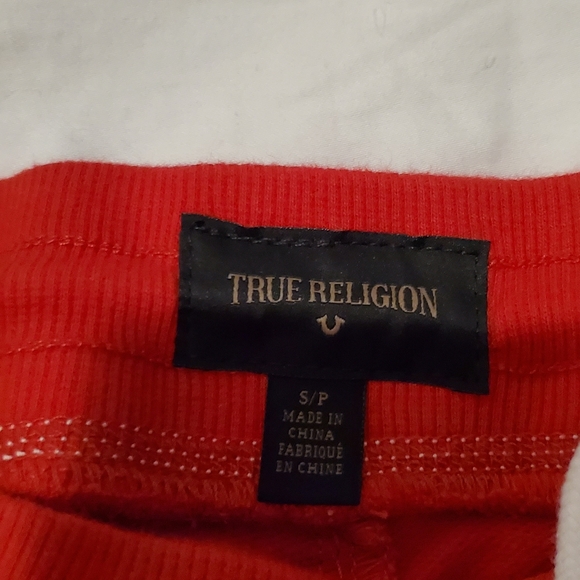 TRUE RELIGION
S/P
MADE IN
CHINA
FABRIQUÉ
EN CHINE